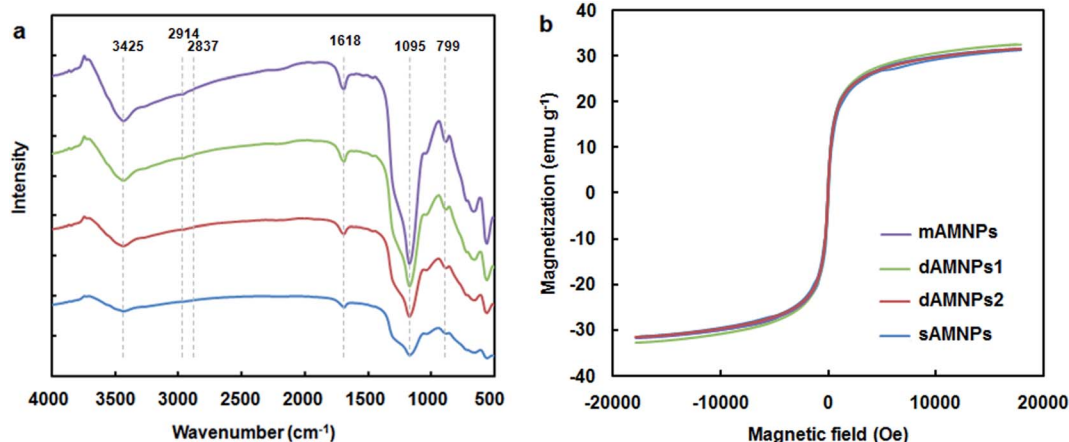 a
2914
3425
2837
1618
1095
799
Intensity
4000 3500 3000 2500 2000 1500 1000 500
Wavenumber (cm-1)
b
40
30
20
10
0
-10
-20
-30
-40
Magnetization (emu g-1)
mAMNPs
dAMNPs1
dAMNPs2
sAMNPs
-20000 -10000 0 10000 20000
Magnetic field (Oe)